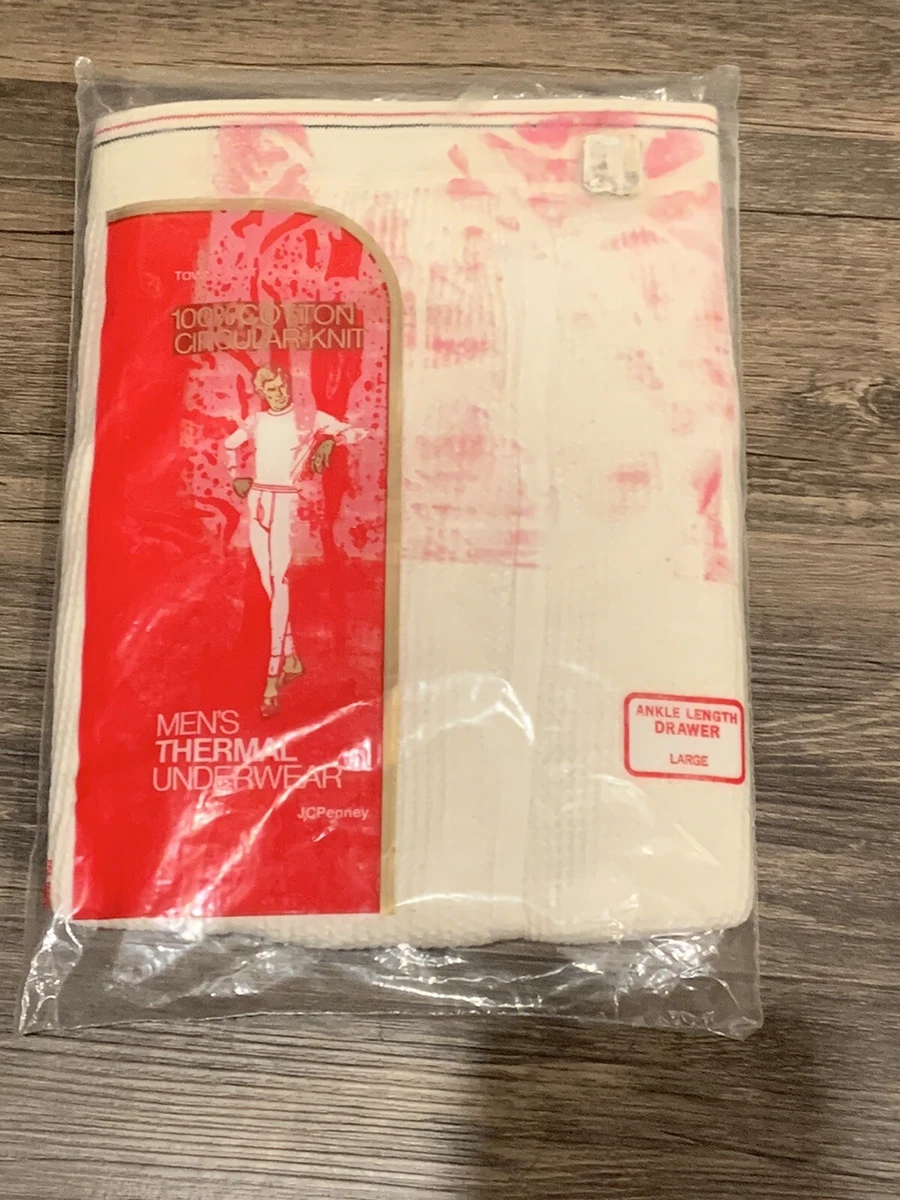 100% COTTON
CIRCULAR KNIT
MEN'S
THERMAL
UNDERWEAR
JCPenney
ANKLE LENGTH
DRAWER
LARGE